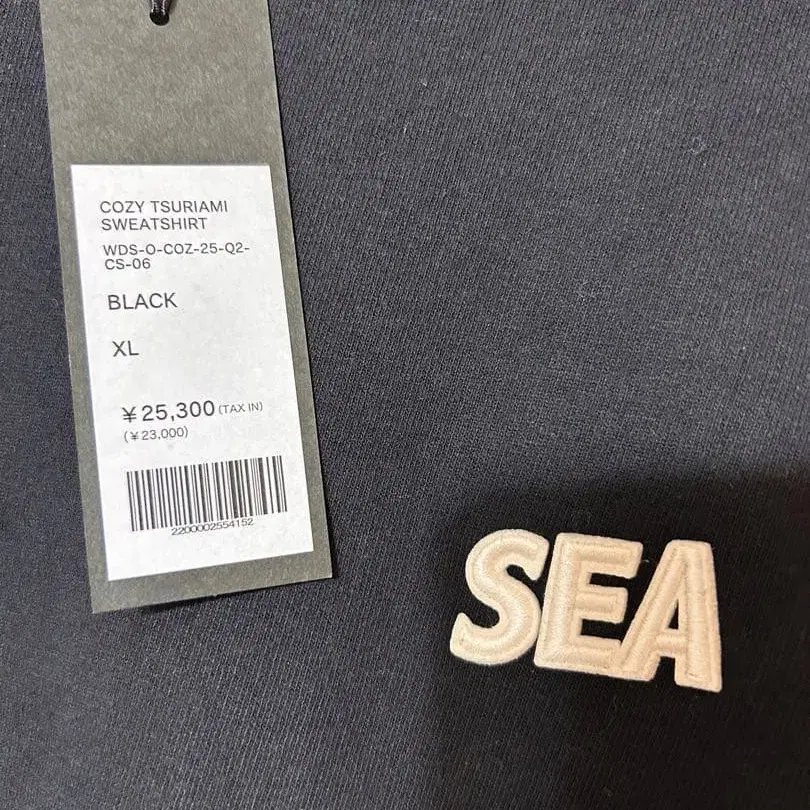 COZY TSURIAMI
SWEATSHIRT
WDS-O-COZ-25-Q2-
CS-06
BLACK
XL
¥25,300 (TAX IN)
(¥23,000)
2200002554152
SEA